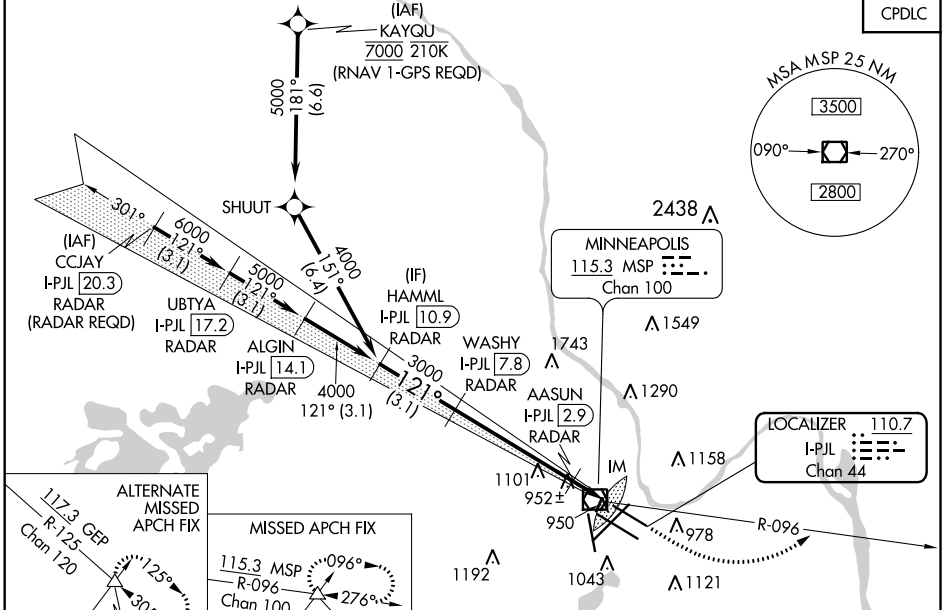 CPDLC
(IAF)
KAYQU
7000 210K
(RNAV 1-GPS REQD)
5000
181°
(6.6)
MSA MSP 25 NM
3500
090°
270°
2800
SHUUT
4000
151°
(6.4)
2438
MINNEAPOLIS
115.3 MSP
Chan 100
301°
6000
121°
(3.1)
(IAF)
CCJAY
I-PJL 20.3
RADAR
(RADAR REQD)
5000
121°
(3.1)
UBTYA
I-PJL 17.2
RADAR
ALGIN
I-PJL 14.1
RADAR
4000
121° (3.1)
(IF)
HAMML
I-PJL 10.9
RADAR
3000
121°
(3.1)
WASHY
I-PJL 7.8
RADAR
1743
1549
1290
AASUN
I-PJL 2.9
RADAR
LOCALIZER 110.7
I-PJL
Chan 44
1158
IM
1101
952±
950
978
R-096
1192
1043
1121
ALTERNATE
MISSED
APCH FIX
117.3 GEP
R-125
Chan 120
125°
MISSED APCH FIX
115.3 MSP
R-096
Chan 100
096°
276°